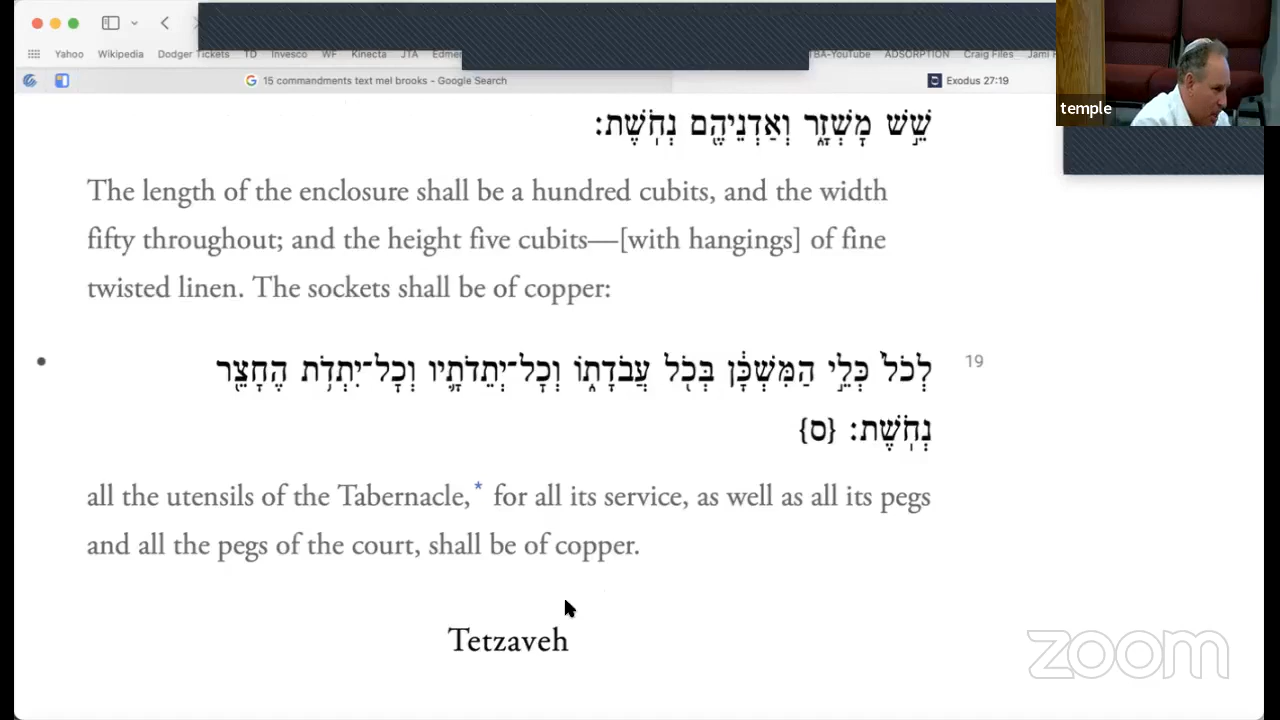 Yahoo Wikipedia Dodger Tickets TD Invesco WF Kinecta JTA TBA-YouTube ADSORPTION Craig Files
15 commandments text mel brooks - Google Search
Exodus 27:19
temple
שֵׁ֣שׁ מׇשְׁזָ֑ר וְאַדְנֵיהֶ֖ם נְחֹֽשֶׁת׃
The length of the enclosure shall be a hundred cubits, and the width
fifty throughout; and the height five cubits—[with hangings] of fine
twisted linen. The sockets shall be of copper:
19
לְכֹל֙ כְּלֵ֣י הַמִּשְׁכָּ֔ן בְּכֹ֖ל עֲבֹדָת֑וֹ וְכׇל־יְתֵדֹתָ֛יו וְכׇל־יִתְדֹ֥ת הֶחָצֵ֖ר
נְחֹֽשֶׁת׃ {ס}
all the utensils of the Tabernacle,* for all its service, as well as all its pegs
and all the pegs of the court, shall be of copper.
Tetzaveh
zoom